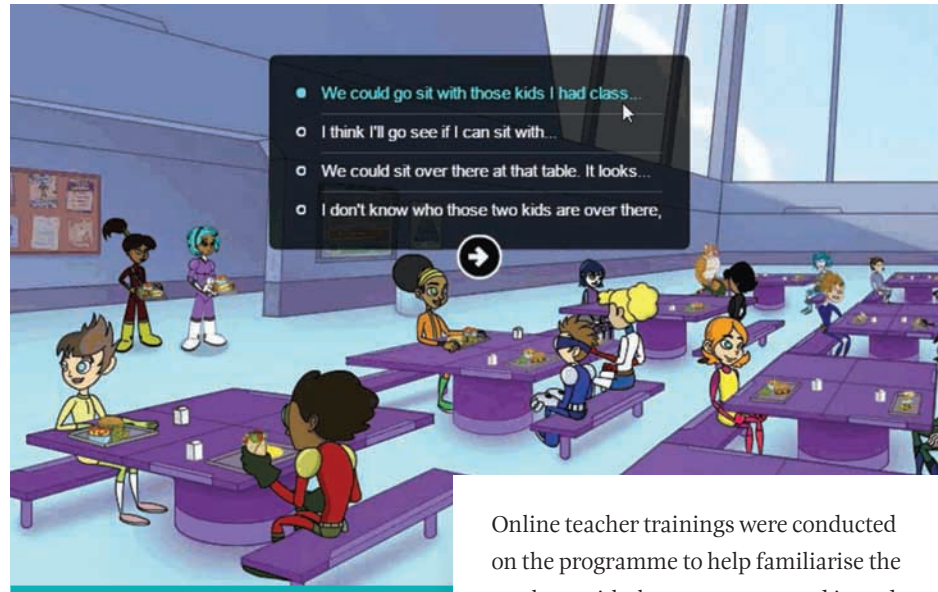 We could go sit with those kids I had class...
I think I'll go see if I can sit with...
We could sit over there at that table. It looks...
I don't know who those two kids are over there,
Online teacher trainings were conducted
on the programme to help familiarise the